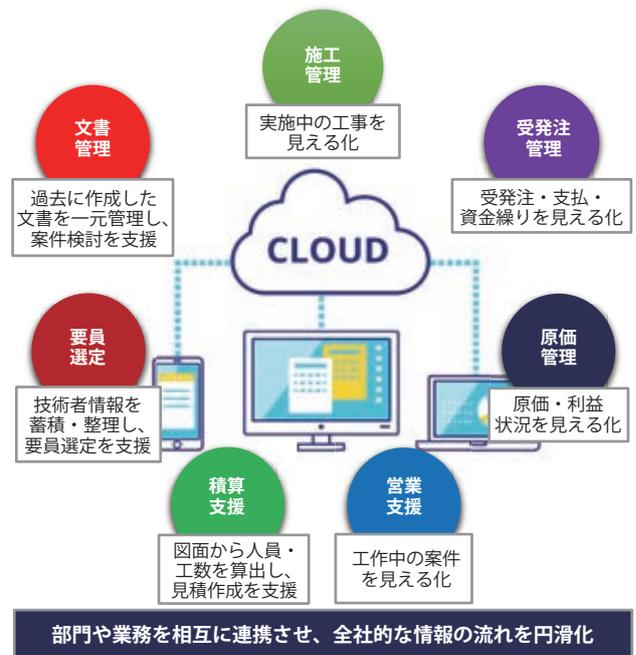 施工
管理
実施中の工事を
見える化
文書
管理
過去に作成した
文書を一元管理し、
案件検討を支援
受発注
管理
受発注・支払・
資金繰りを見える化
CLOUD
要員
選定
技術者情報を
蓄積・整理し、
要員選定を支援
原価
管理
原価・利益
状況を見える化
積算
支援
図面から人員・
工数を算出し、
見積作成を支援
営業
支援
工作中の案件
を見える化
部門や業務を相互に連携させ、全社的な情報の流れを円滑化